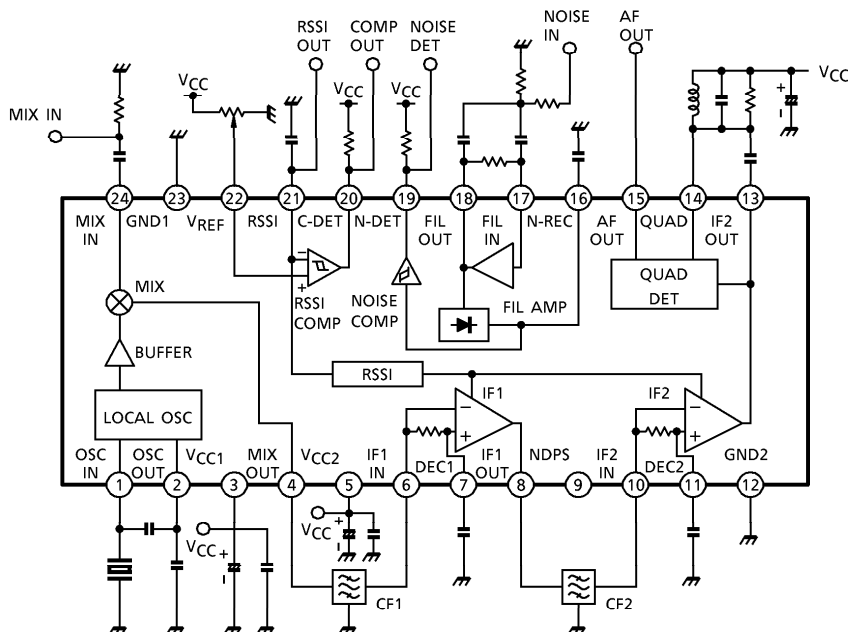 RSSI COMP NOISE
OUT OUT DET
NOISE
IN
AF
OUT
VCC
VCC
VCC
VCC
+
-
MIX IN
24 23 22 21 20 19 18 17 16 15 14 13
MIX
IN
GND1
VREF
RSSI
C-DET
N-DET
FIL
OUT
FIL
IN
N-REC
AF
OUT
QUAD
IF2
OUT
-
+
RSSI
COMP
NOISE
COMP
FIL AMP
QUAD
DET
MIX
BUFFER
RSSI
LOCAL OSC
IF1
-
+
IF2
-
+
OSC
IN
OSC
OUT
VCC1
MIX
OUT
VCC2
IF1
IN
DEC1
IF1
OUT
NDPS
IF2
IN
DEC2
GND2
1 2 3 4 5 6 7 8 9 10 11 12
VCC
+
-
VCC
+
-
CF1
CF2